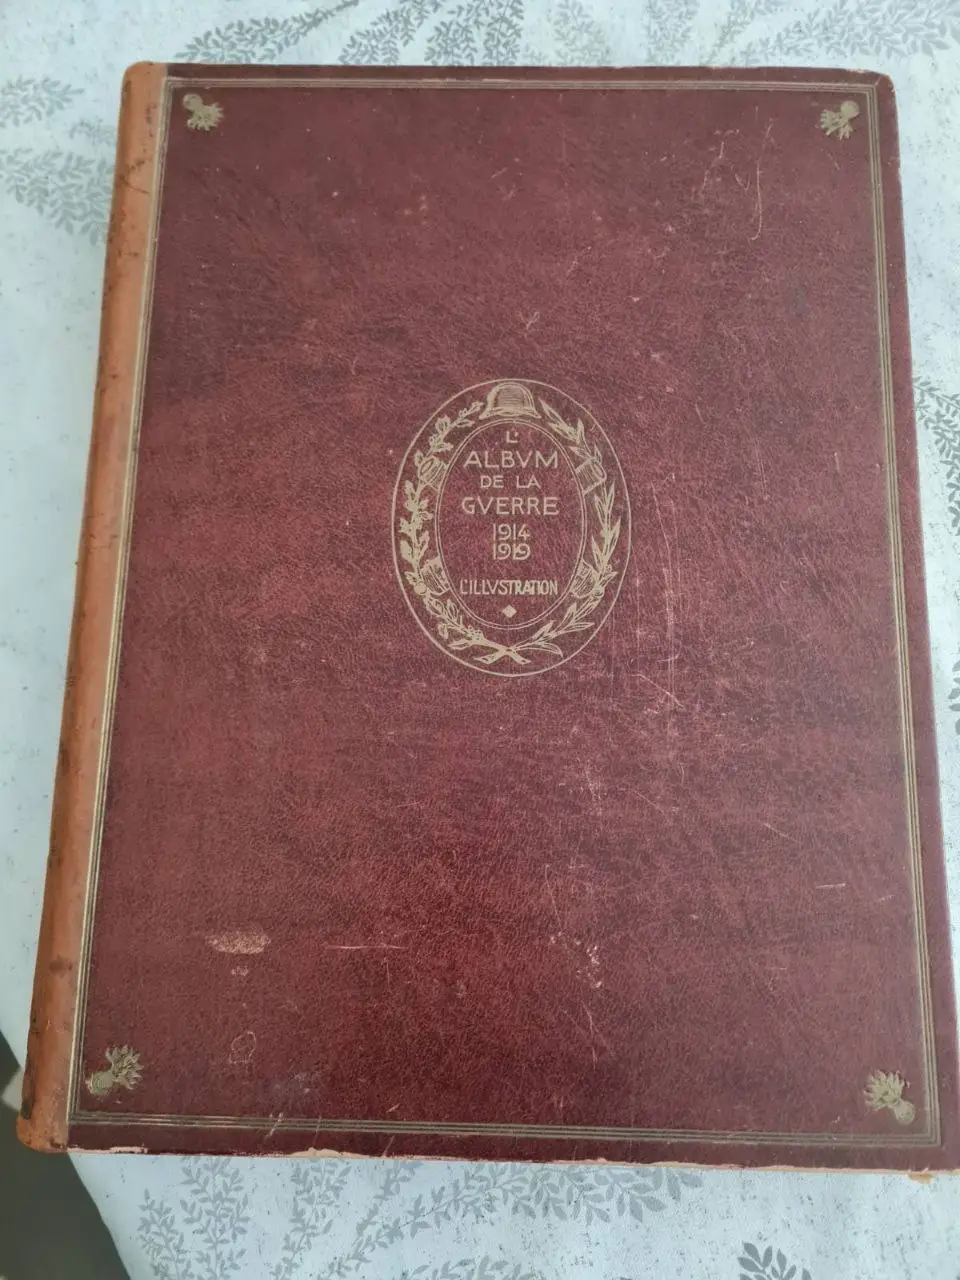 L'
ALBVM
DE LA
GVERRE
1914
1919
L'ILLVSTRATION